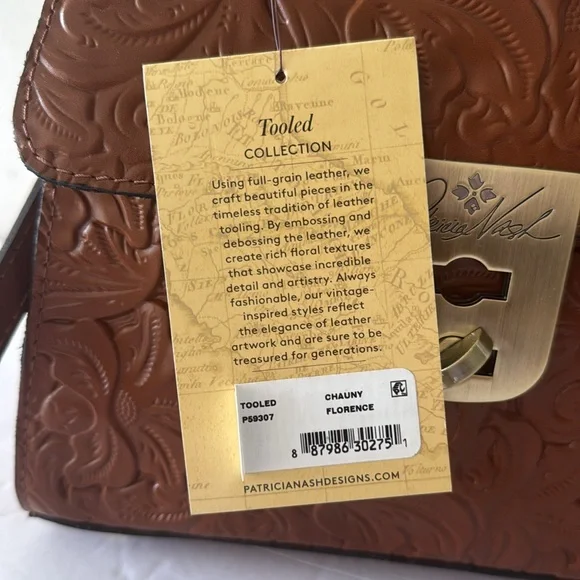 Tooled
COLLECTION
Using full-grain leather, we
craft beautiful pieces in the
timeless tradition of leather
tooling. By embossing and
debossing the leather, we
create rich floral textures
that showcase incredible
detail and artistry. Always
fashionable, our vintage-
inspired styles reflect
the elegance of leather
artwork and are sure to be
treasured for generations.
TOOLED CHAUNY
P59307 FLORENCE
8 87986 30275 1
PATRICIANASHDESIGNS.COM
Patricia Nash